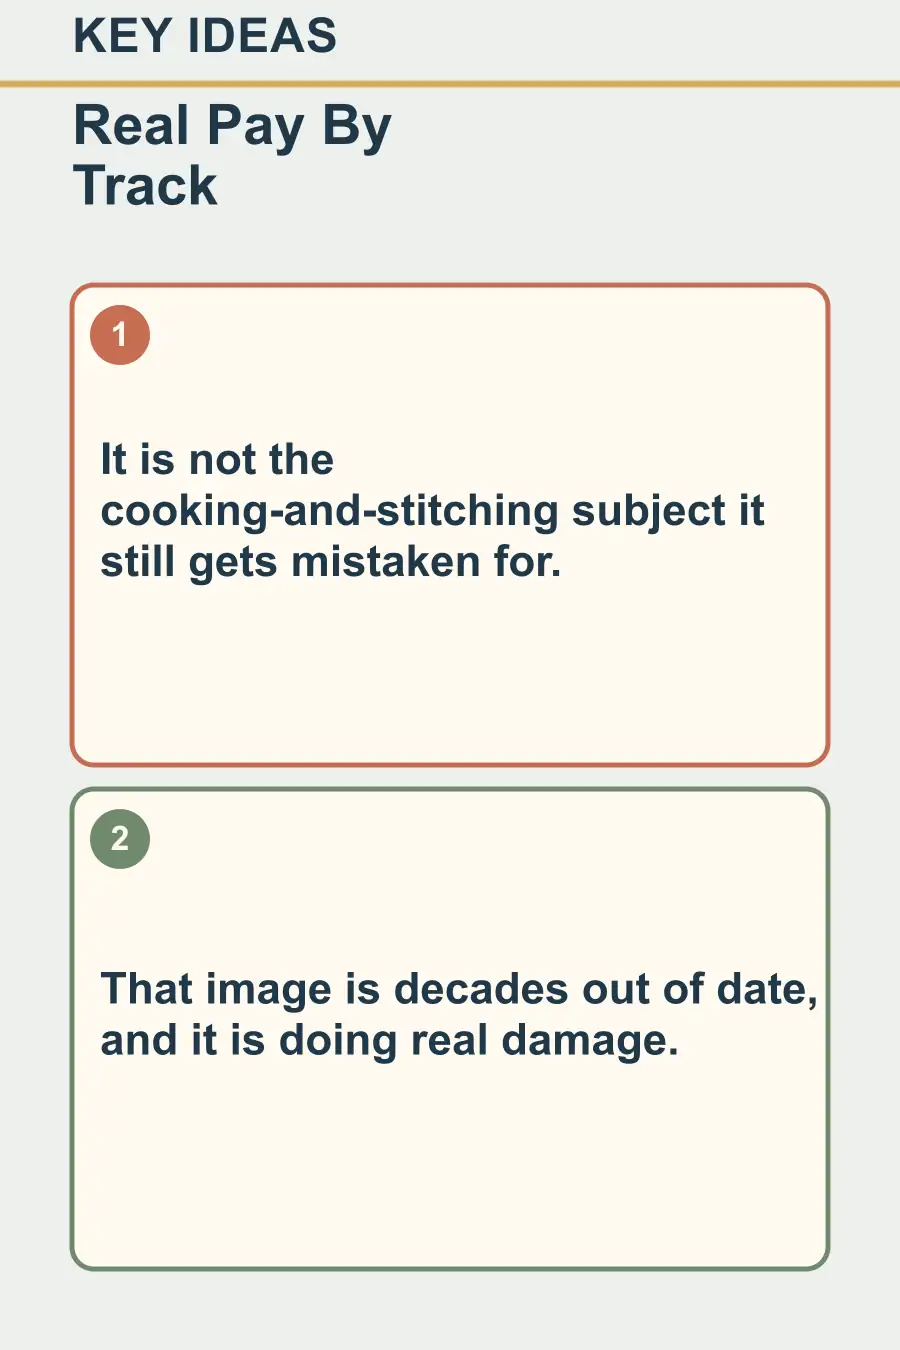 KEY IDEAS
Real Pay By
Track
1
It is not the
cooking-and-stitching subject it
still gets mistaken for.
2
That image is decades out of date,
and it is doing real damage.